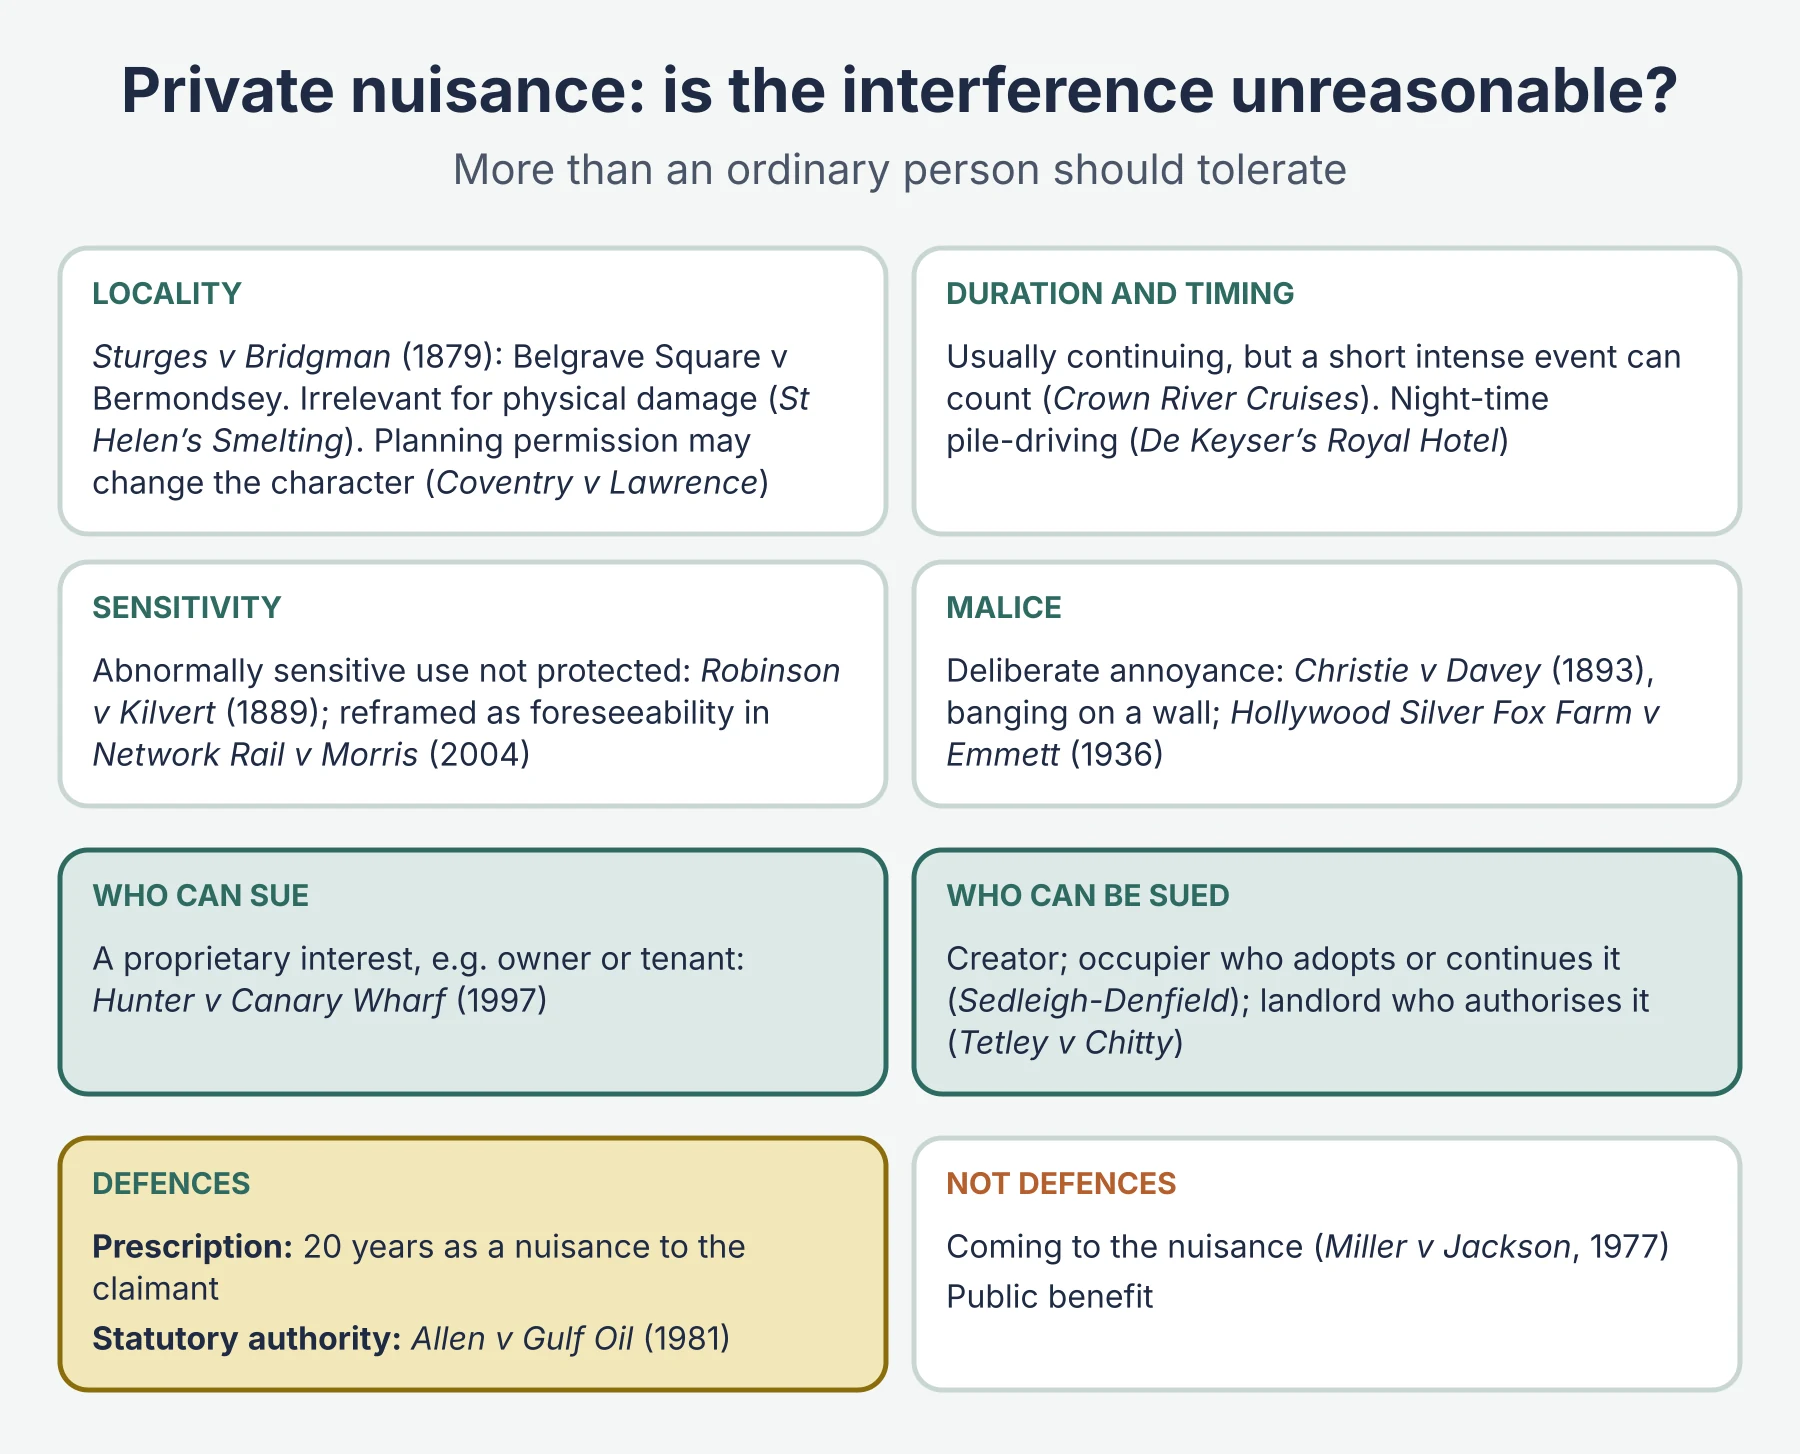 Private nuisance: is the interference unreasonable?
More than an ordinary person should tolerate
LOCALITY
Sturges v Bridgman (1879): Belgrave Square v
Bermondsey. Irrelevant for physical damage (St
Helen’s Smelting). Planning permission may
change the character (Coventry v Lawrence)
DURATION AND TIMING
Usually continuing, but a short intense event can
count (Crown River Cruises). Night-time
pile-driving (De Keyser’s Royal Hotel)
SENSITIVITY
Abnormally sensitive use not protected: Robinson
v Kilvert (1889); reframed as foreseeability in
Network Rail v Morris (2004)
MALICE
Deliberate annoyance: Christie v Davey (1893),
banging on a wall; Hollywood Silver Fox Farm v
Emmett (1936)
WHO CAN SUE
A proprietary interest, e.g. owner or tenant:
Hunter v Canary Wharf (1997)
WHO CAN BE SUED
Creator; occupier who adopts or continues it
(Sedleigh-Denfield); landlord who authorises it
(Tetley v Chitty)
DEFENCES
Prescription: 20 years as a nuisance to the
claimant
Statutory authority: Allen v Gulf Oil (1981)
NOT DEFENCES
Coming to the nuisance (Miller v Jackson, 1977)
Public benefit